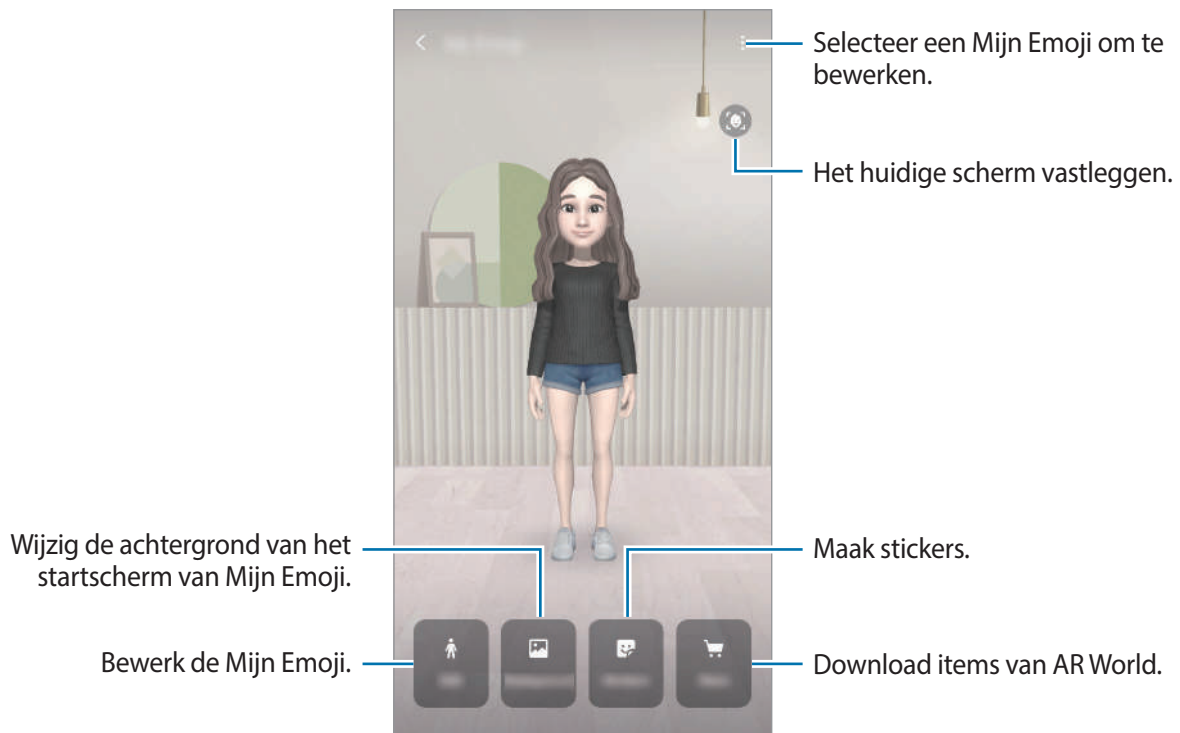 Selecteer een Mijn Emoji om te
bewerken.
Het huidige scherm vastleggen.
Wijzig de achtergrond van het
startscherm van Mijn Emoji.
Maak stickers.
Bewerk de Mijn Emoji.
Download items van AR World.